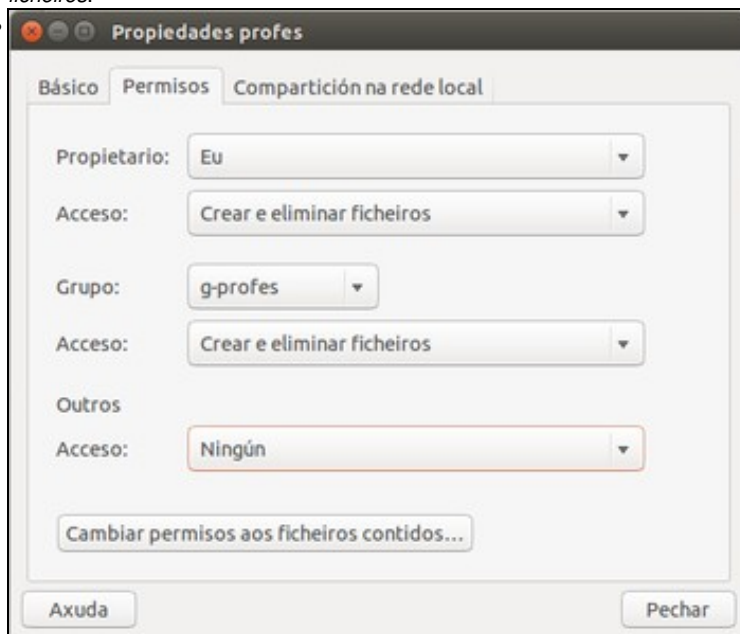 ficheiros.
Propiedades profes
Básico Permisos Compartición na rede local
Propietario: Eu
Acceso: Crear e eliminar ficheiros
Grupo: g-profes
Acceso: Crear e eliminar ficheiros
Outros
Acceso: Ningún
Cambiar permisos aos ficheiros contidos...
Axuda Pechar